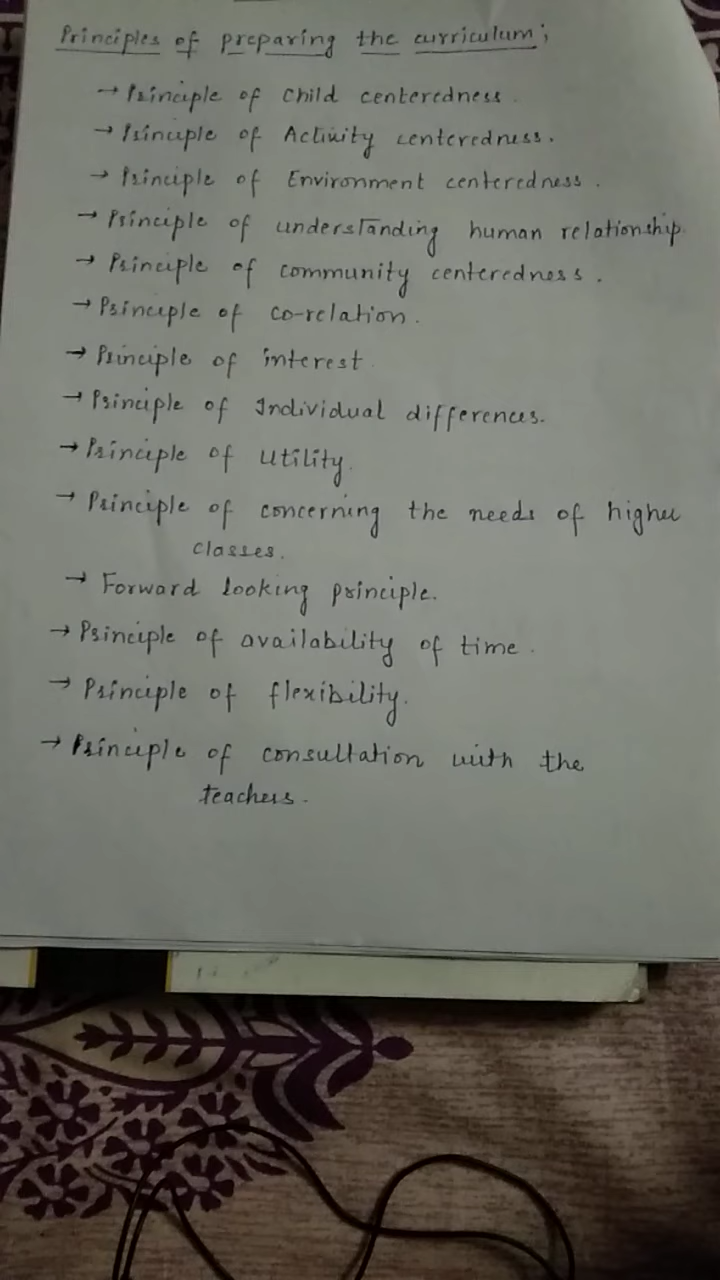 Principles of preparing the curriculum;
→ Principle of child centeredness.
→ Principle of Activity centeredness.
→ Principle of Environment centeredness.
→ Principle of understanding human relationship.
→ Principle of community centeredness.
→ Principle of co-relation.
→ Principle of interest.
→ Principle of Individual differences.
→ Principle of Utility.
→ Principle of concerning the needs of higher
classes.
→ Forward looking principle.
→ Principle of availability of time.
→ Principle of flexibility.
→ Principle of consultation with the
teachers.